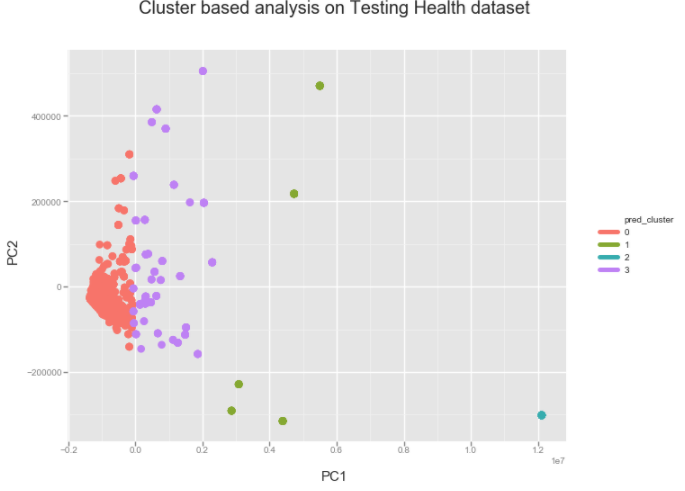 Cluster based analysis on Testing Health dataset
400000
200000
0
−200000
PC2
−0.2 0.0 0.2 0.4 0.6 0.8 1.0 1.2
1e7
PC1
pred_cluster
0
1
2
3